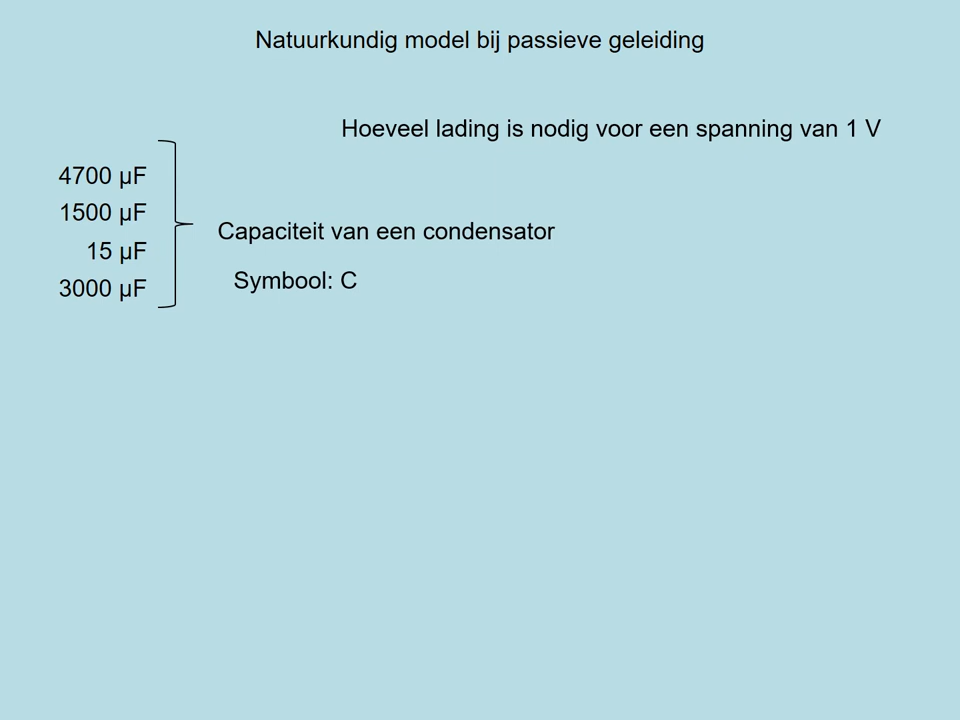 Natuurkundig model bij passieve geleiding
Hoeveel lading is nodig voor een spanning van 1 V
4700 µF
1500 µF
15 µF
3000 µF
Capaciteit van een condensator
Symbool: C